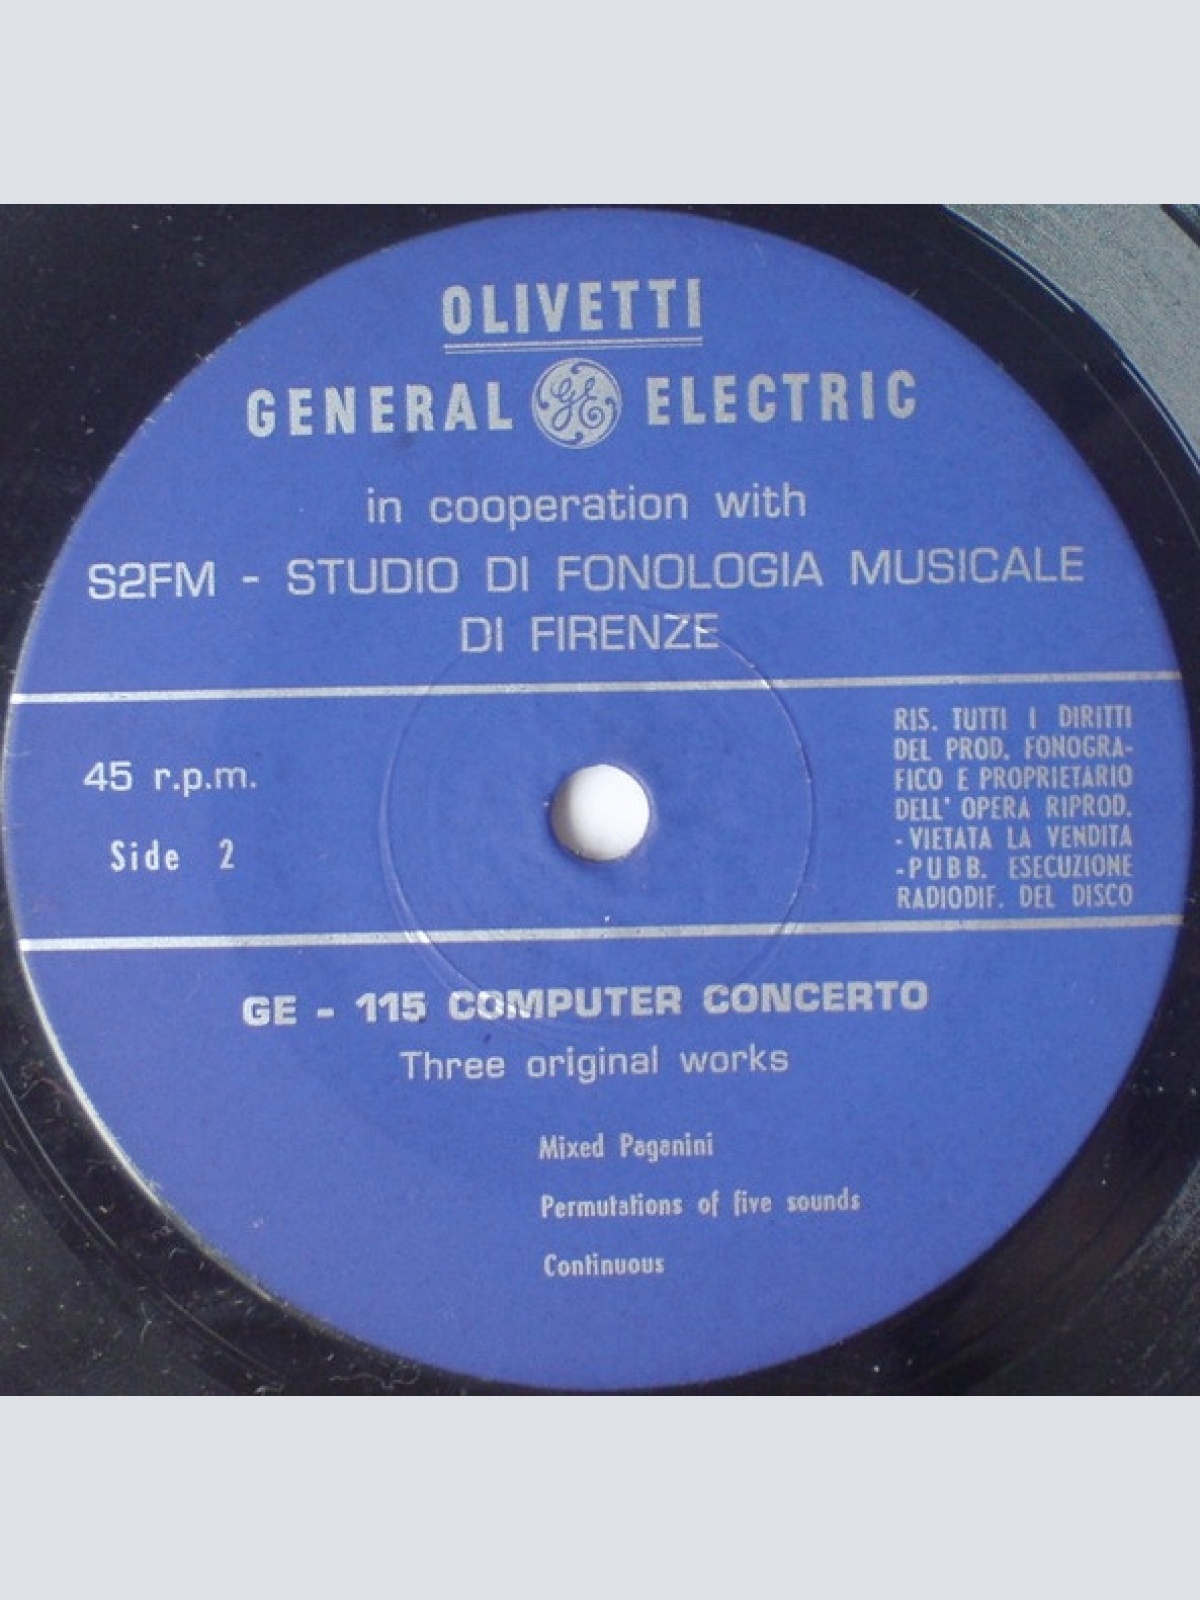 OLIVETTI
GENERAL GE ELECTRIC
in cooperation with
S2FM - STUDIO DI FONOLOGIA MUSICALE
DI FIRENZE
45 r.p.m.
Side 2
RIS. TUTTI I DIRITTI
DEL PROD. FONOGRA-
FICO E PROPRIETARIO
DELL' OPERA RIPROD.
-VIETATA LA VENDITA
-PUBB. ESECUZIONE
RADIODIF. DEL DISCO
GE - 115 COMPUTER CONCERTO
Three original works
Mixed Paganini
Permutations of five sounds
Continuous